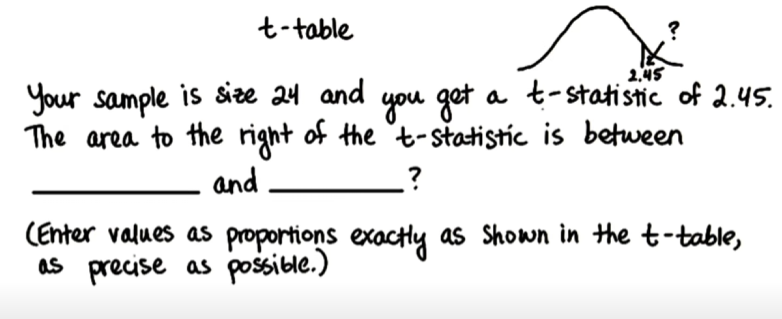 t-table
?
2.45
Your sample is size 24 and you get a t-statistic of 2.45.
The area to the right of the t-statistic is between
____________ and __________?
(Enter values as proportions exactly as shown in the t-table,
as precise as possible.)